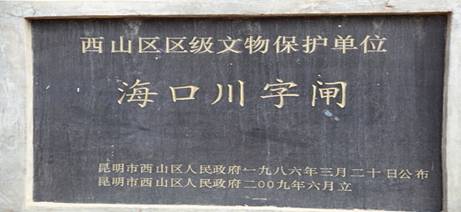 西山区区级文物保护单位
海口川字闸
昆明市西山区人民政府一九八六年三月二十日公布
昆明市西山区人民政府二00九年六月立